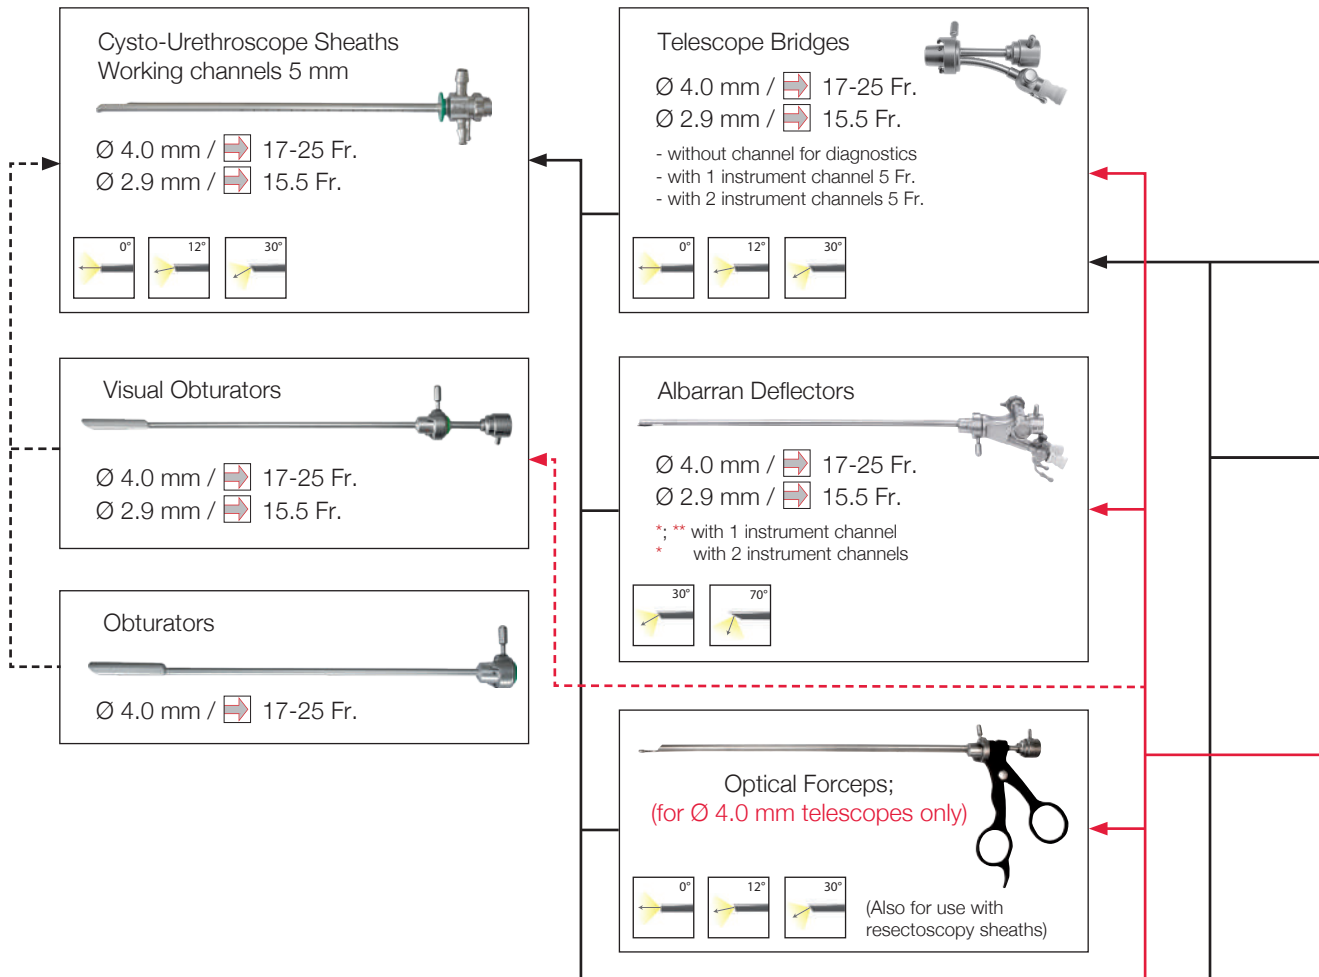 Cysto-Urethroscope Sheaths
Working channels 5 mm
Ø 4.0 mm / 17-25 Fr.
Ø 2.9 mm / 15.5 Fr.
0°
12°
30°
Visual Obturators
Ø 4.0 mm / 17-25 Fr.
Ø 2.9 mm / 15.5 Fr.
Obturators
Ø 4.0 mm / 17-25 Fr.
Telescope Bridges
Ø 4.0 mm / 17-25 Fr.
Ø 2.9 mm / 15.5 Fr.
- without channel for diagnostics
- with 1 instrument channel 5 Fr.
- with 2 instrument channels 5 Fr.
0°
12°
30°
Albarran Deflectors
Ø 4.0 mm / 17-25 Fr.
Ø 2.9 mm / 15.5 Fr.
*; ** with 1 instrument channel
* with 2 instrument channels
30°
70°
Optical Forceps;
(for Ø 4.0 mm telescopes only)
0°
12°
30°
(Also for use with
resectoscopy sheaths)